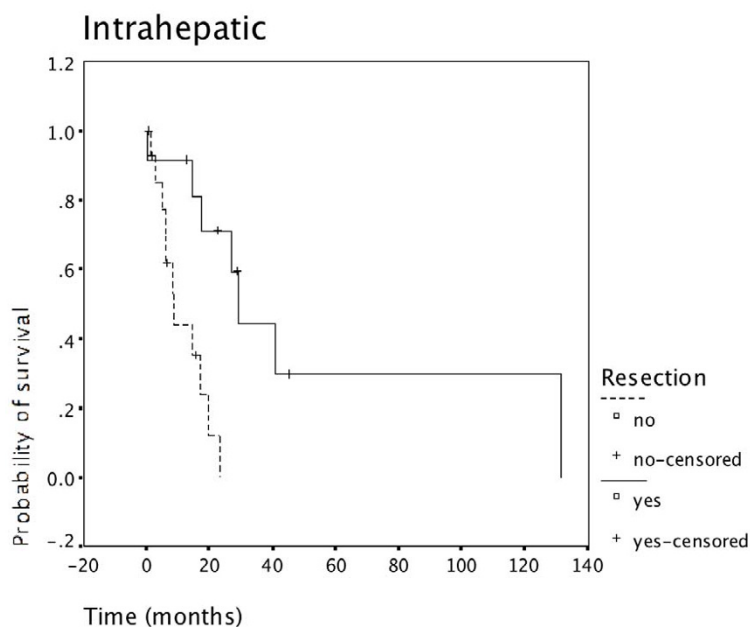 Intrahepatic
1.2
1.0
.8
.6
.4
.2
0.0
-.2
Probability of survival
-20 0 20 40 60 80 100 120 140
Time (months)
Resection
no
no-censored
yes
yes-censored